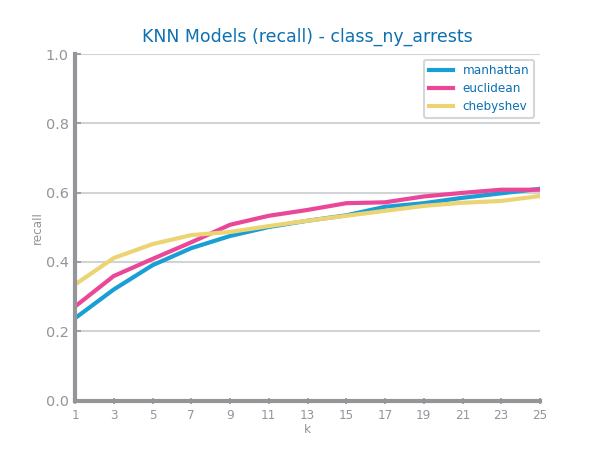 KNN Models (recall) - class_ny_arrests
manhattan
euclidean
chebyshev
recall
1.0
0.8
0.6
0.4
0.2
0.0
1 3 5 7 9 11 13 15 17 19 21 23 25
k